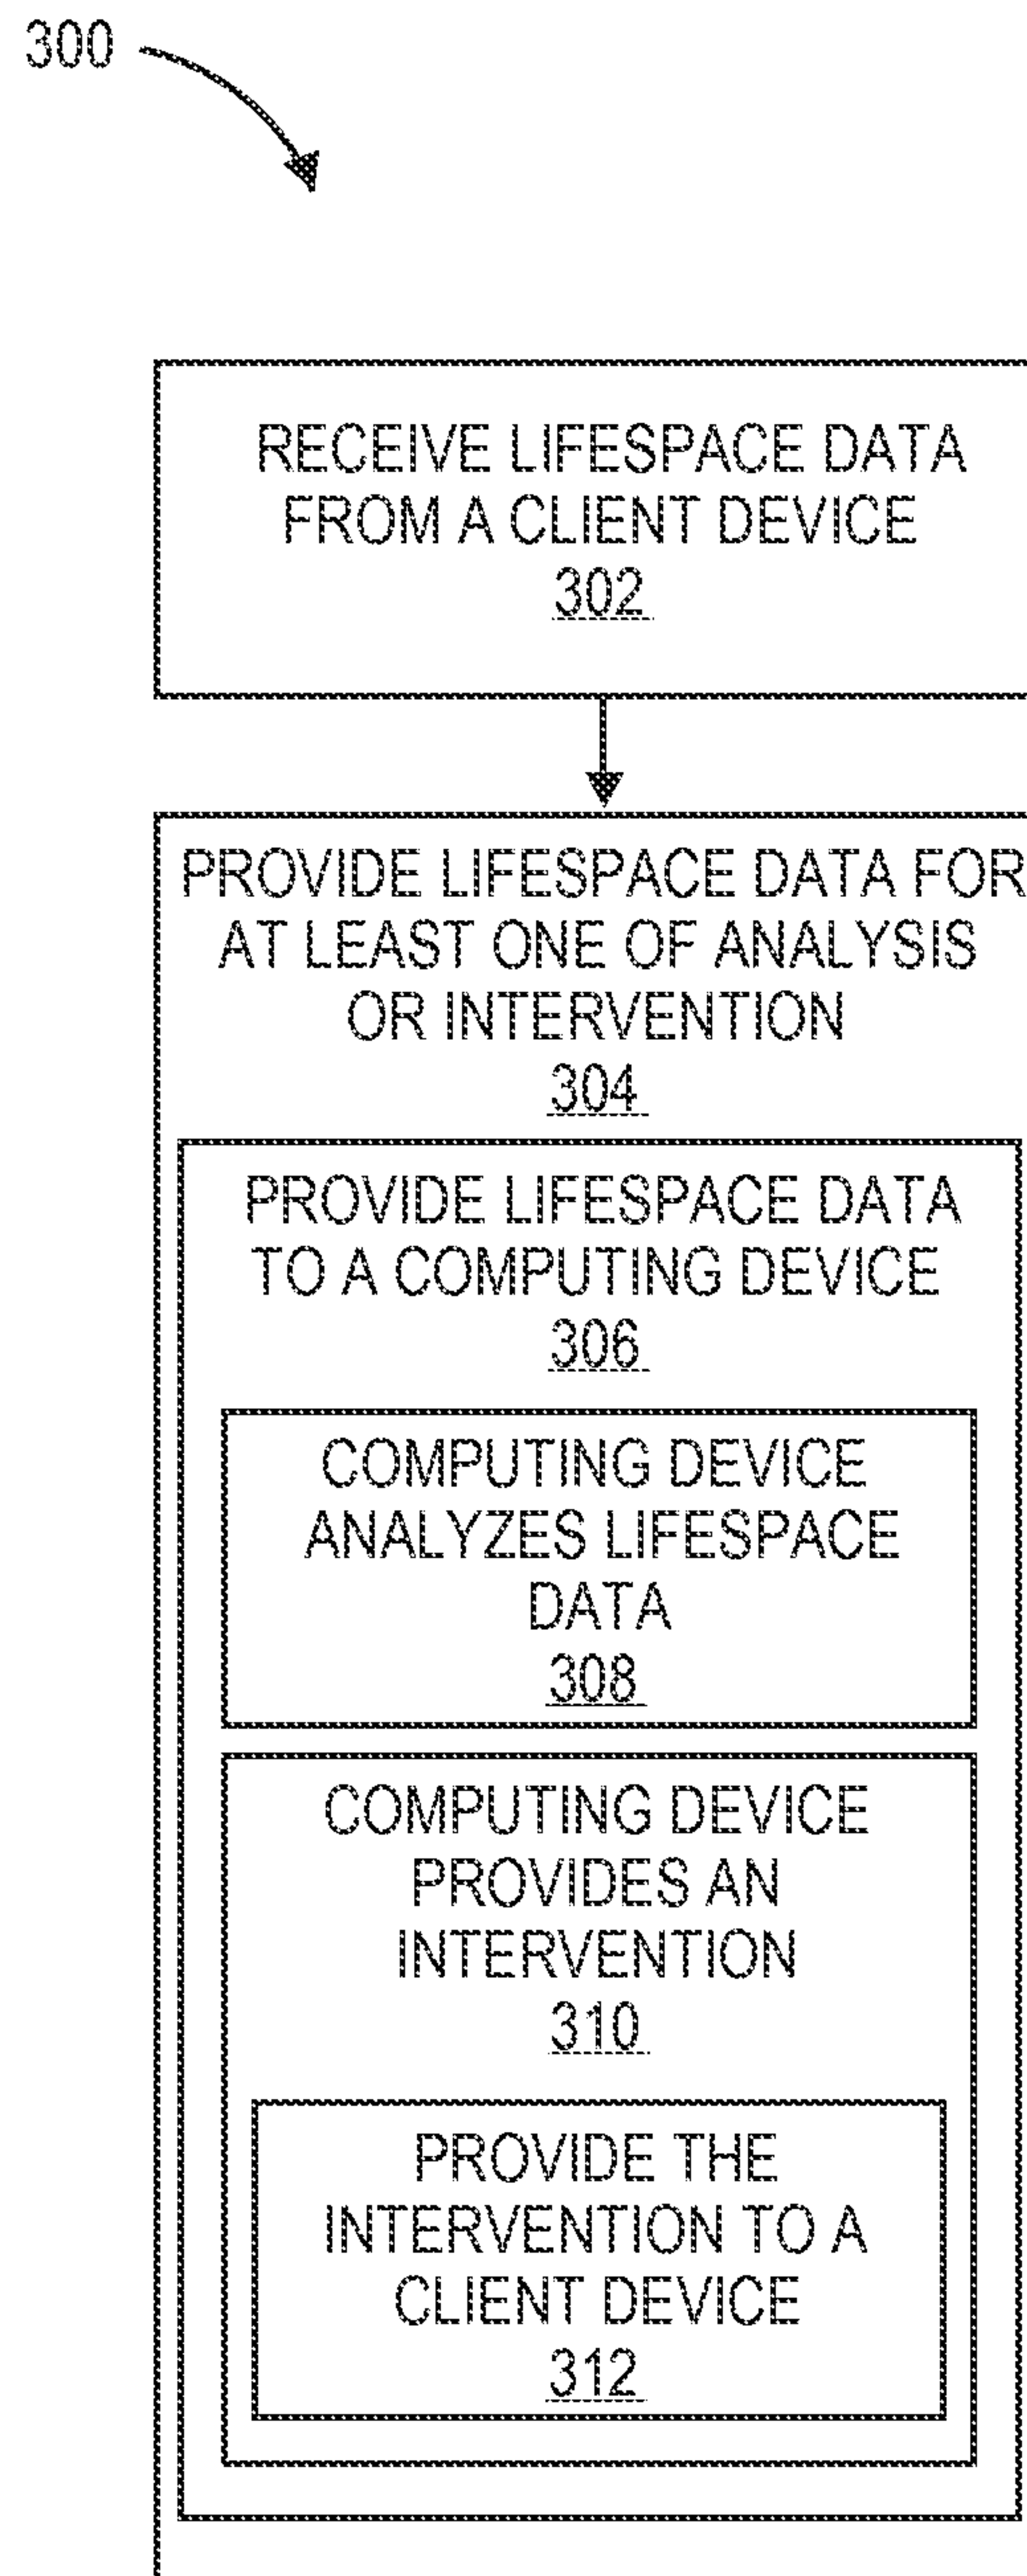 300
RECEIVE LIFESPACE DATA
FROM A CLIENT DEVICE
302
PROVIDE LIFESPACE DATA FOR
AT LEAST ONE OF ANALYSIS
OR INTERVENTION
304
PROVIDE LIFESPACE DATA
TO A COMPUTING DEVICE
306
COMPUTING DEVICE
ANALYZES LIFESPACE
DATA
308
COMPUTING DEVICE
PROVIDES AN
INTERVENTION
310
PROVIDE THE
INTERVENTION TO A
CLIENT DEVICE
312